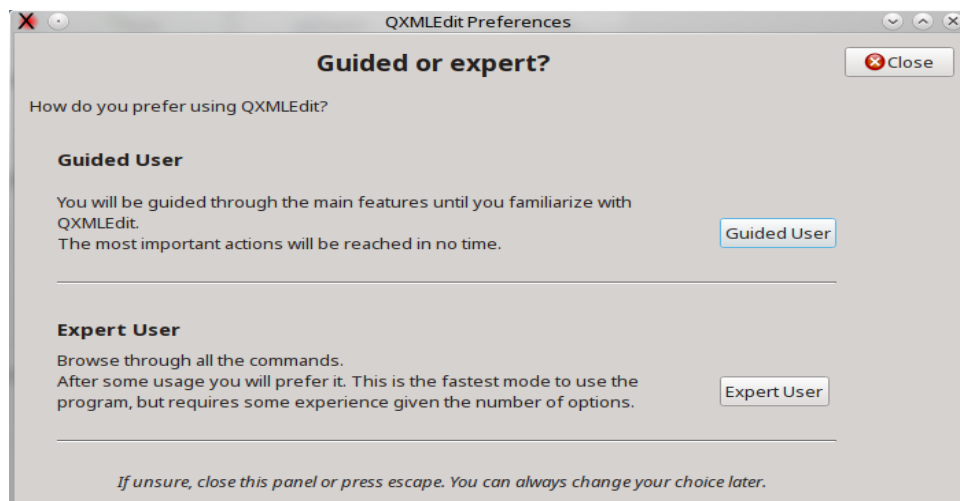 QXMLEdit Preferences
Guided or expert?
Close
How do you prefer using QXMLEdit?
Guided User
You will be guided through the main features until you familiarize with
QXMLEdit.
The most important actions will be reached in no time.
Guided User
Expert User
Browse through all the commands.
After some usage you will prefer it. This is the fastest mode to use the
program, but requires some experience given the number of options.
Expert User
If unsure, close this panel or press escape. You can always change your choice later.